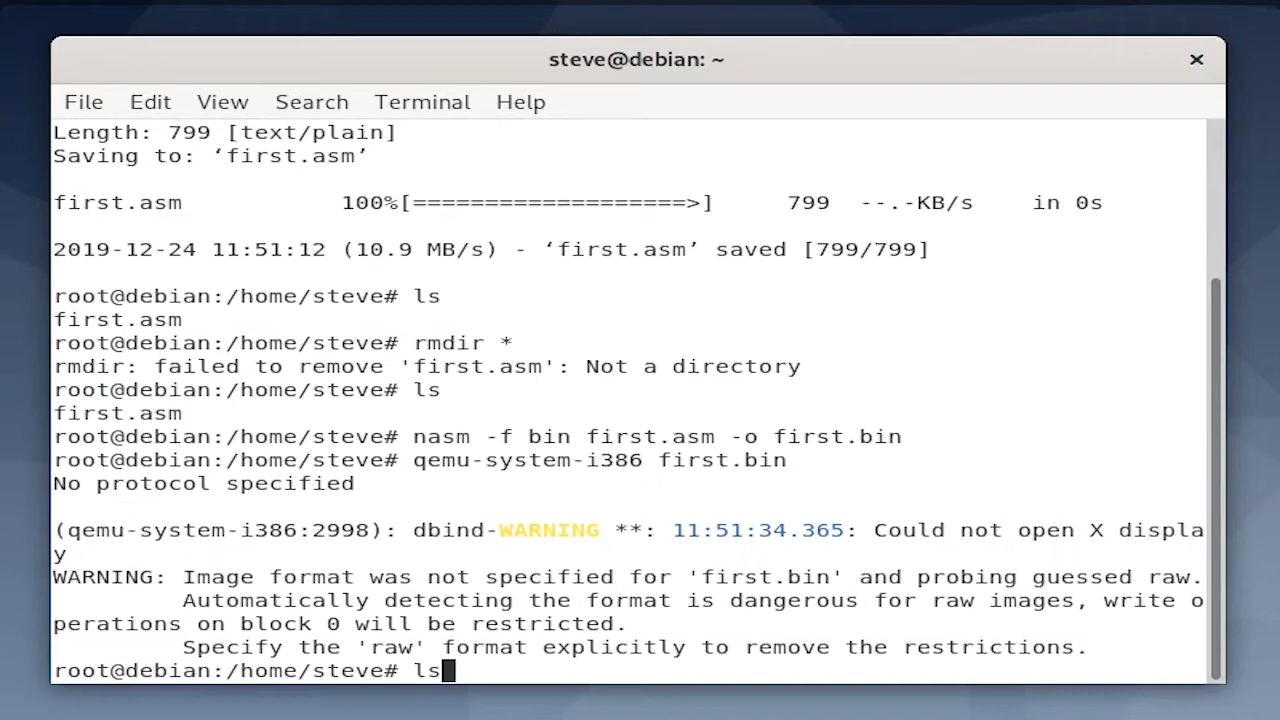 steve@debian: ~
×
File Edit View Search Terminal Help
Length: 799 [text/plain]
Saving to: ‘first.asm’
first.asm 100%[===================>] 799 --.-KB/s in 0s
2019-12-24 11:51:12 (10.9 MB/s) - ‘first.asm’ saved [799/799]
root@debian:/home/steve# ls
first.asm
root@debian:/home/steve# rmdir *
rmdir: failed to remove 'first.asm': Not a directory
root@debian:/home/steve# ls
first.asm
root@debian:/home/steve# nasm -f bin first.asm -o first.bin
root@debian:/home/steve# qemu-system-i386 first.bin
No protocol specified
(qemu-system-i386:2998): dbind-WARNING **: 11:51:34.365: Could not open X displa
y
WARNING: Image format was not specified for 'first.bin' and probing guessed raw.
Automatically detecting the format is dangerous for raw images, write o
perations on block 0 will be restricted.
Specify the 'raw' format explicitly to remove the restrictions.
root@debian:/home/steve# ls